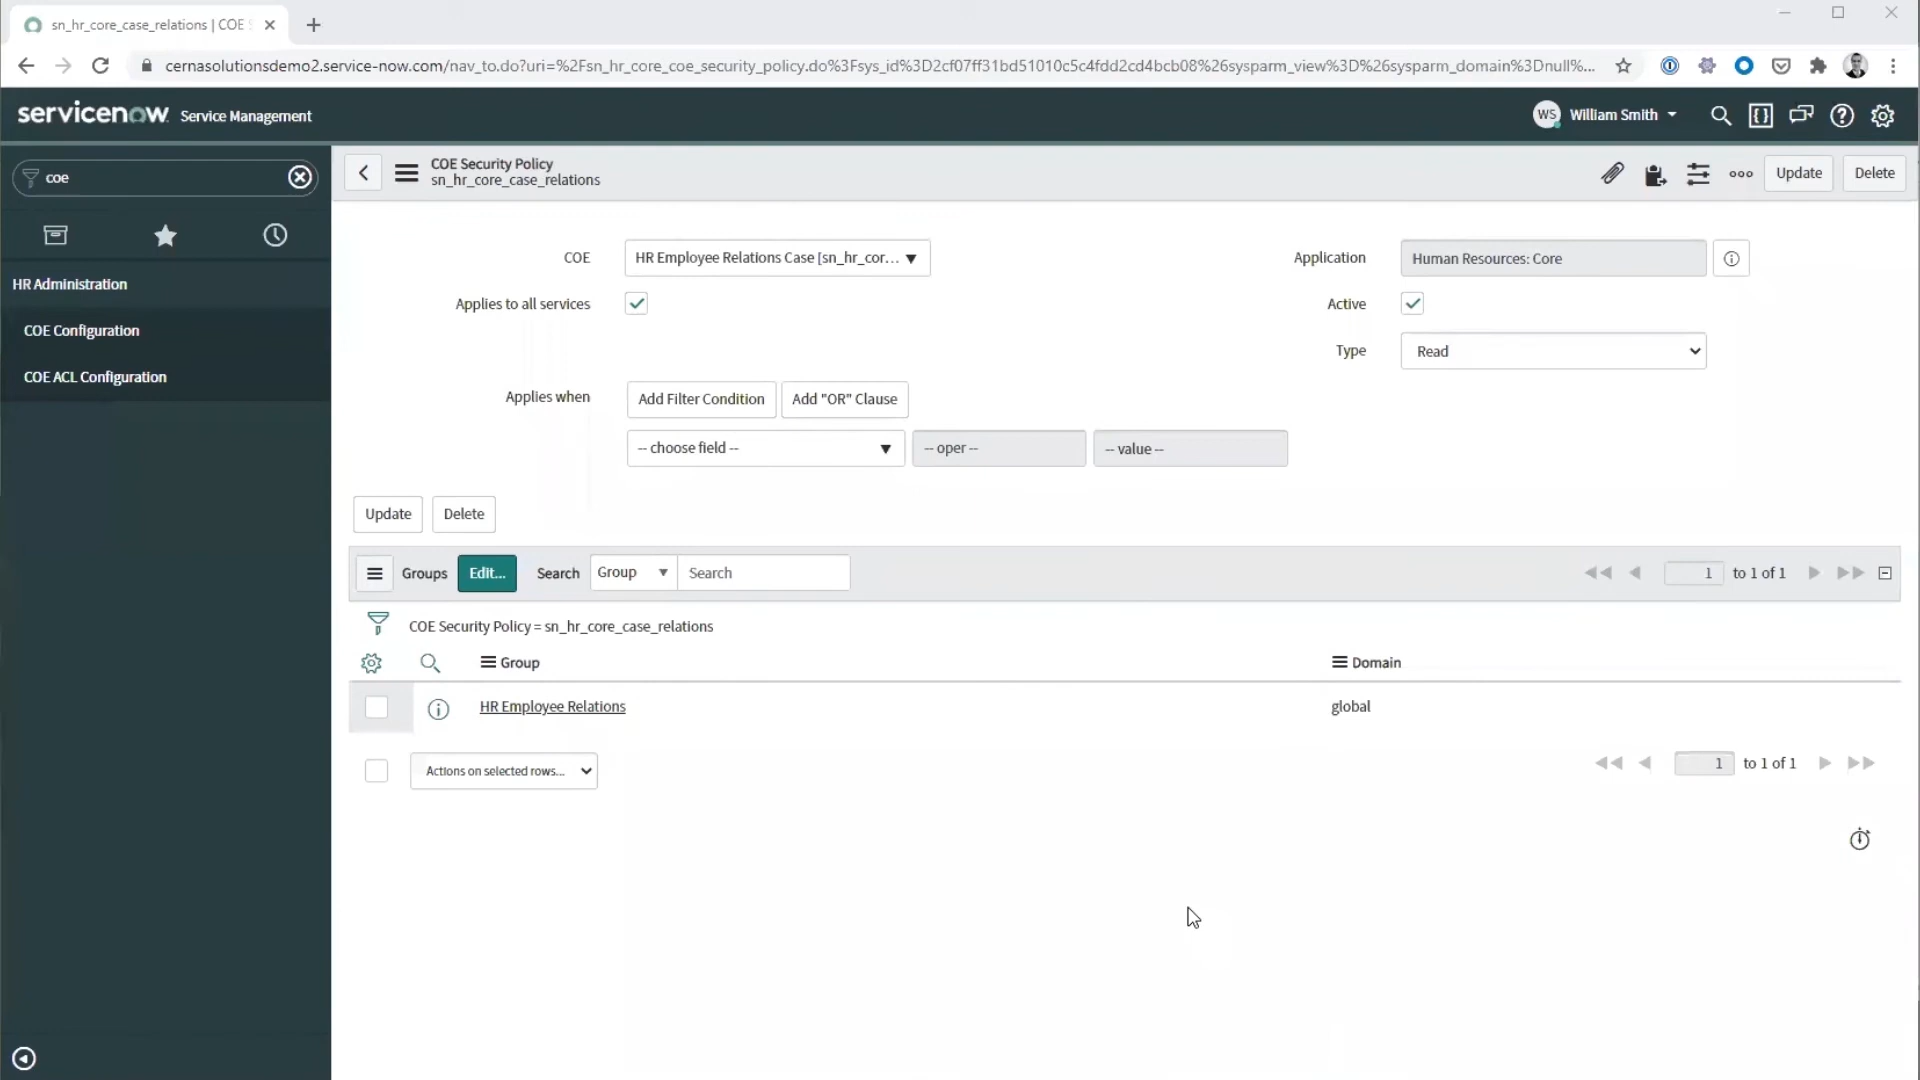 sn_hr_core_case_relations | COE
cernasolutionsdemo2.service-now.com/nav_to.do?uri=%2Fsn_hr_core_coe_security_policy.do%3Fsys_id%3D2cf07ff31bd51010c5c4fdd2cd4bcb08%26sysparm_view%3D%26sysparm_domain%3Dnull%...
servicenow Service Management
WS William Smith
coe
COE Security Policy
sn_hr_core_case_relations
Update Delete
HR Administration
COE Configuration
COE ACL Configuration
COE HR Employee Relations Case [sn_hr_cor... Application Human Resources: Core
Applies to all services Active
Type Read
Applies when Add Filter Condition Add "OR" Clause
-- choose field -- -- oper -- -- value --
Update Delete
Groups Edit... Search Group Search 1 to 1 of 1
COE Security Policy = sn_hr_core_case_relations
Group Domain
HR Employee Relations global
Actions on selected rows... 1 to 1 of 1